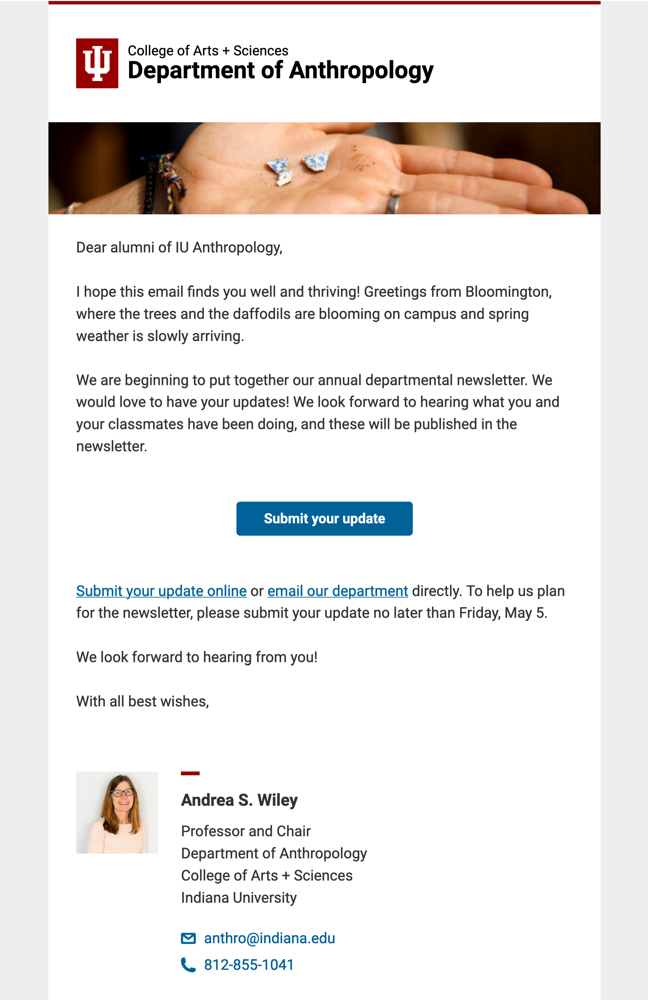 College of Arts + Sciences
Department of Anthropology
Dear alumni of IU Anthropology,
I hope this email finds you well and thriving! Greetings from Bloomington,
where the trees and the daffodils are blooming on campus and spring
weather is slowly arriving.
We are beginning to put together our annual departmental newsletter. We
would love to have your updates! We look forward to hearing what you and
your classmates have been doing, and these will be published in the
newsletter.
Submit your update
Submit your update online or email our department directly. To help us plan
for the newsletter, please submit your update no later than Friday, May 5.
We look forward to hearing from you!
With all best wishes,
Andrea S. Wiley
Professor and Chair
Department of Anthropology
College of Arts + Sciences
Indiana University
anthro@indiana.edu
812-855-1041